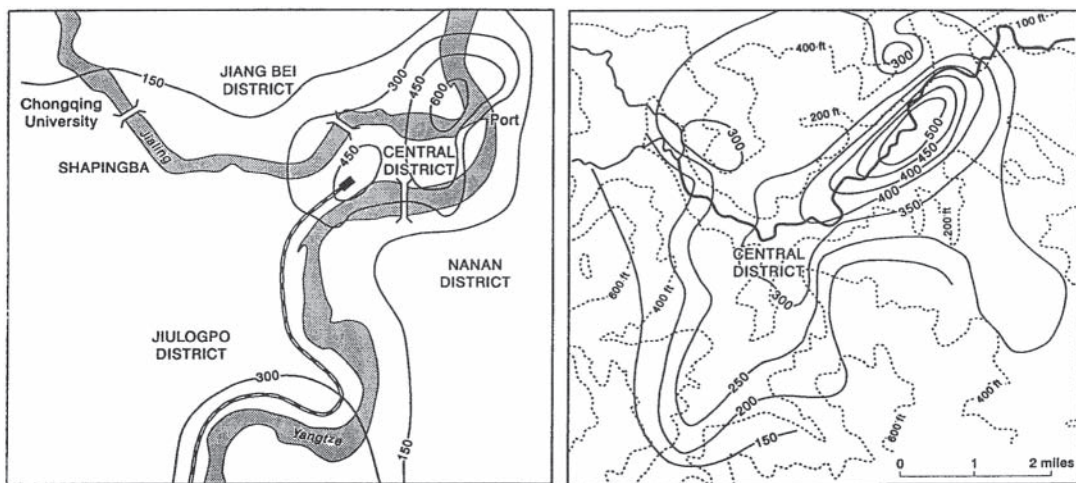 150
JIANG BEI
DISTRICT
300
450
600
Chongqing
University
Jialing
Port
SHAPINGBA
450
CENTRAL
DISTRICT
NANAN
DISTRICT
JIULOGPO
DISTRICT
300
Yangtze
150
100 ft
400 ft
300
200 ft
300
500
450
400
400
350
200 ft
CENTRAL
DISTRICT
600 ft
400 ft
300
250
200
150
400 ft
600 ft
0 1 2 miles